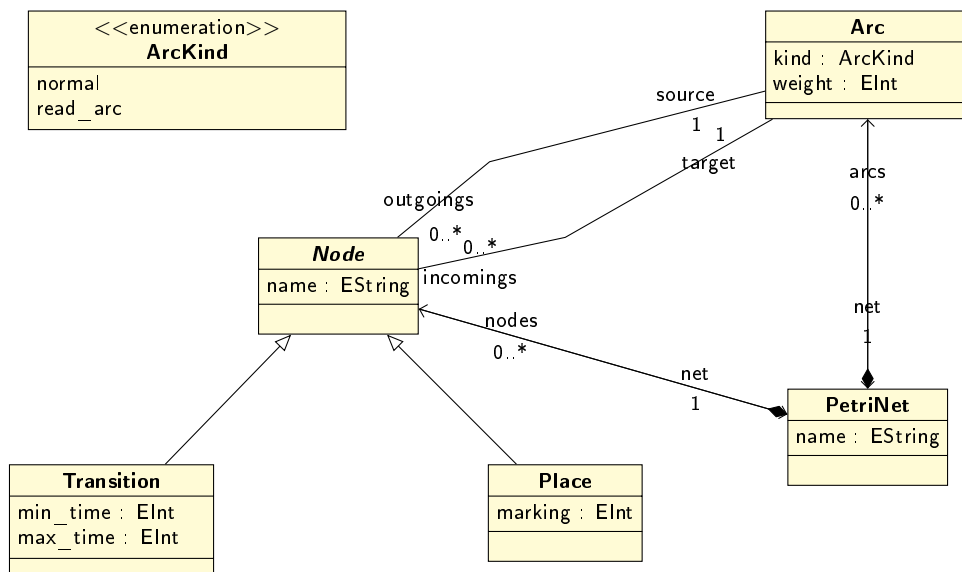 <<enumeration>>
ArcKind
normal
read_arc
Arc
kind : ArcKind
weight : EInt
source
1
1
target
arcs
0..*
outgoings
0..*
0..*
incomings
Node
name : EString
nodes
0..*
net
1
net
1
PetriNet
name : EString
Transition
min_time : EInt
max_time : EInt
Place
marking : EInt